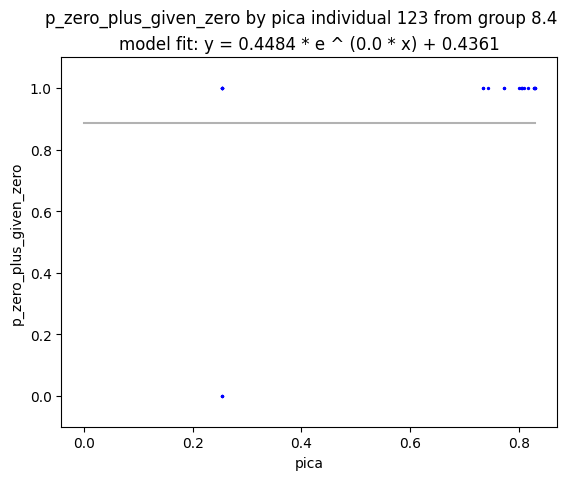 p_zero_plus_given_zero by pica individual 123 from group 8.4
model fit: y = 0.4484 * e ^ (0.0 * x) + 0.4361
1.0
0.8
0.6
0.4
0.2
0.0
p_zero_plus_given_zero
0.0 0.2 0.4 0.6 0.8
pica